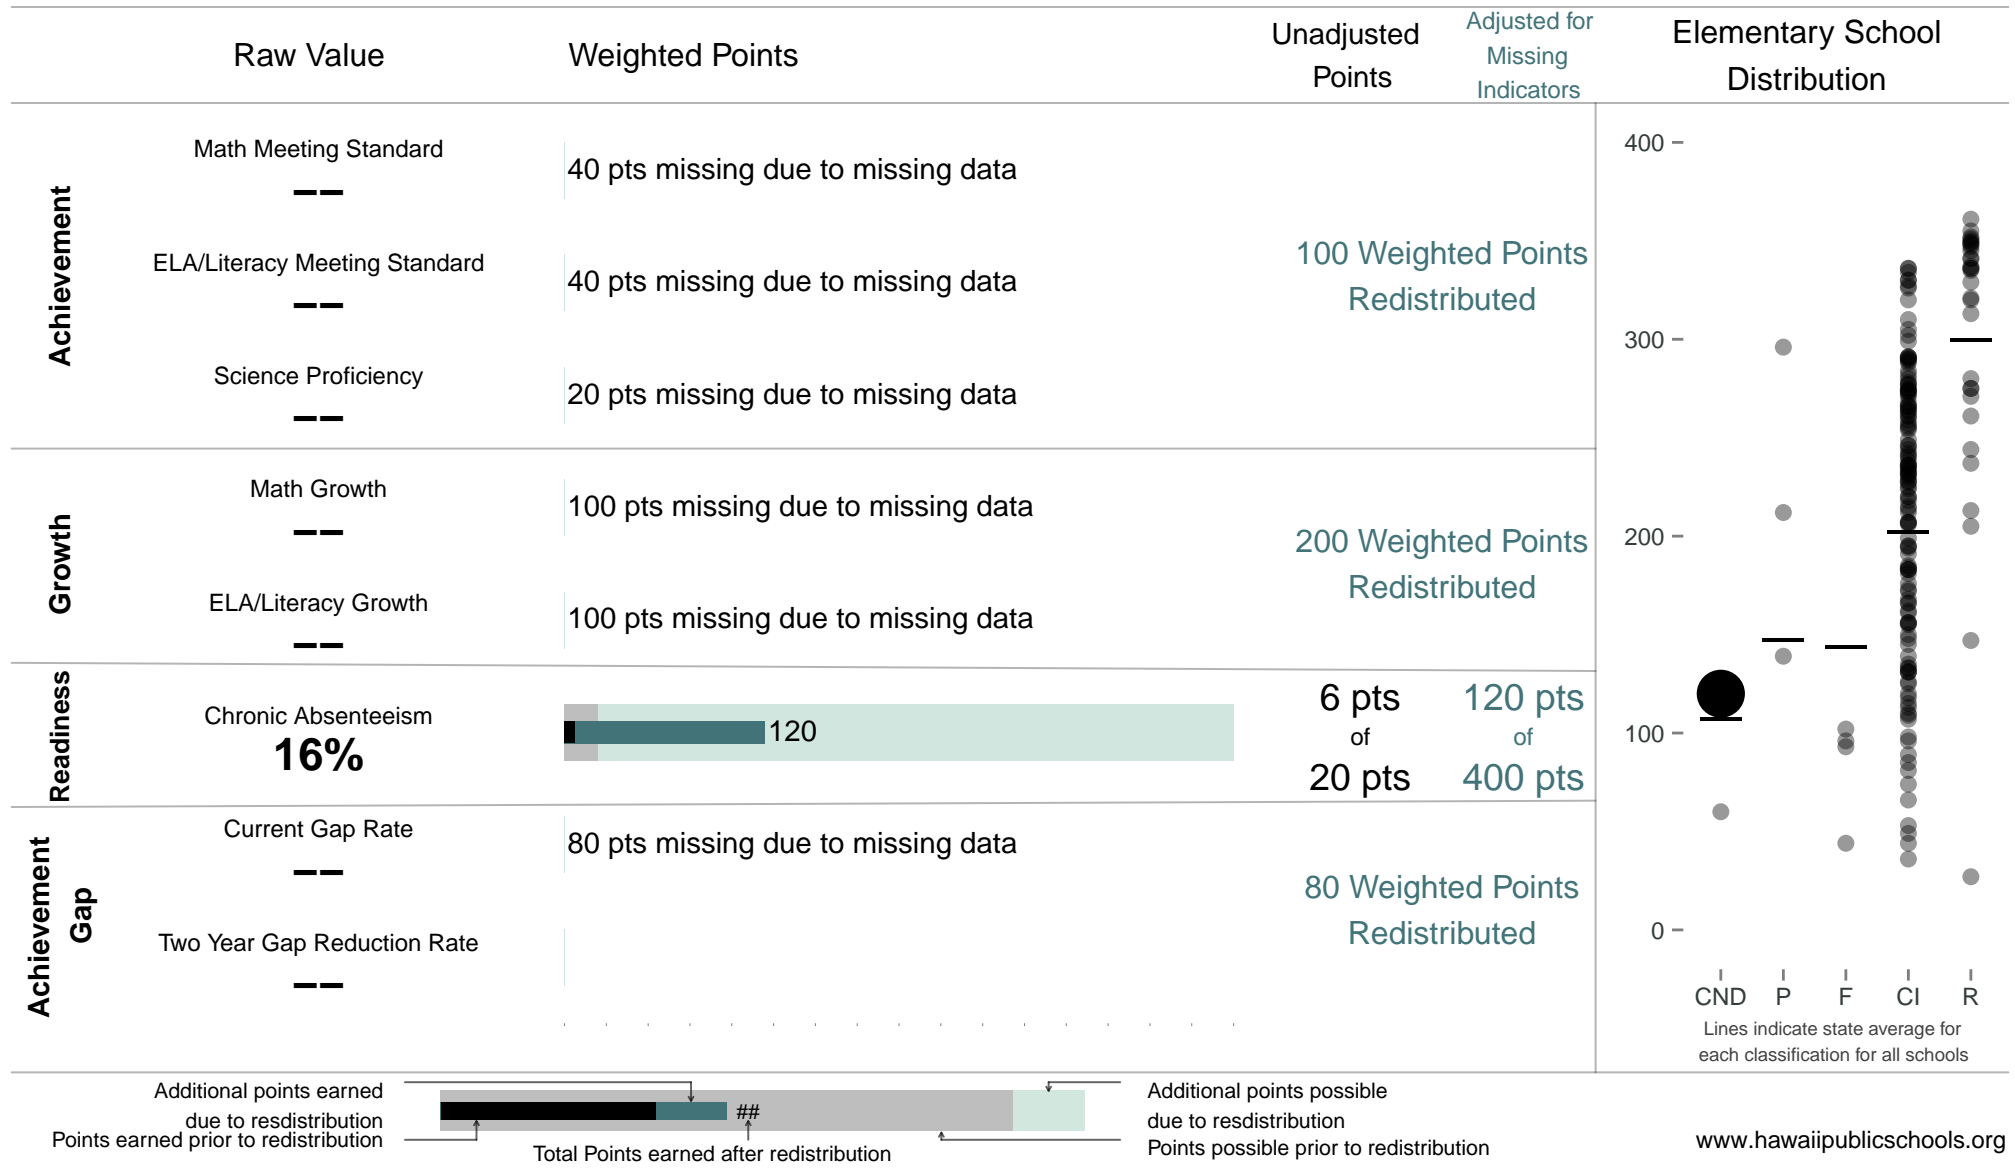 Raw Value
Weighted Points
Unadjusted
Points
Adjusted for
Missing
Indicators
Elementary School
Distribution
Achievement
Math Meeting Standard
––
40 pts missing due to missing data
ELA/Literacy Meeting Standard
––
40 pts missing due to missing data
Science Proficiency
––
20 pts missing due to missing data
100 Weighted Points
Redistributed
Growth
Math Growth
––
100 pts missing due to missing data
ELA/Literacy Growth
––
100 pts missing due to missing data
200 Weighted Points
Redistributed
Readiness
Chronic Absenteeism
16%
120
6 pts
of
20 pts
120 pts
of
400 pts
Achievement
Gap
Current Gap Rate
––
80 pts missing due to missing data
Two Year Gap Reduction Rate
––
80 Weighted Points
Redistributed
400
300
200
100
0
CND P F CI R
Lines indicate state average for
each classification for all schools
Additional points earned
due to resdistribution
Points earned prior to redistribution
##
Total Points earned after redistribution
Additional points possible
due to resdistribution
Points possible prior to redistribution
www.hawaiipublicschools.org